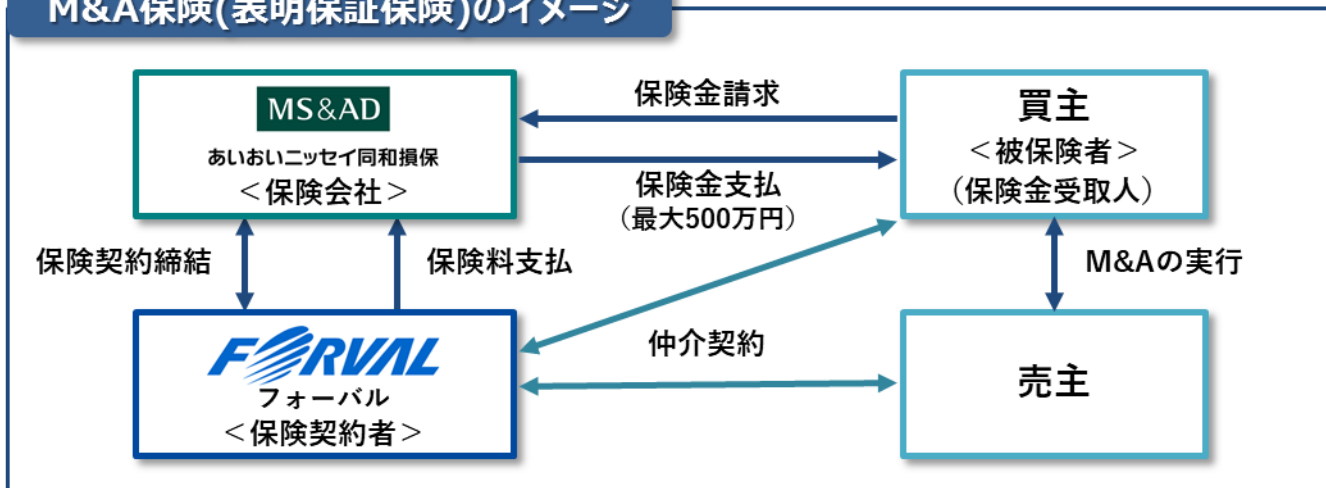 M&A保険(表明保証保険)のイメージ
MS&AD
あいおいニッセイ同和損保
＜保険会社＞
保険金請求
保険金支払
（最大500万円）
買主
＜被保険者＞
（保険金受取人）
保険契約締結
保険料支払
M&Aの実行
FORVAL
フォーバル
＜保険契約者＞
仲介契約
売主